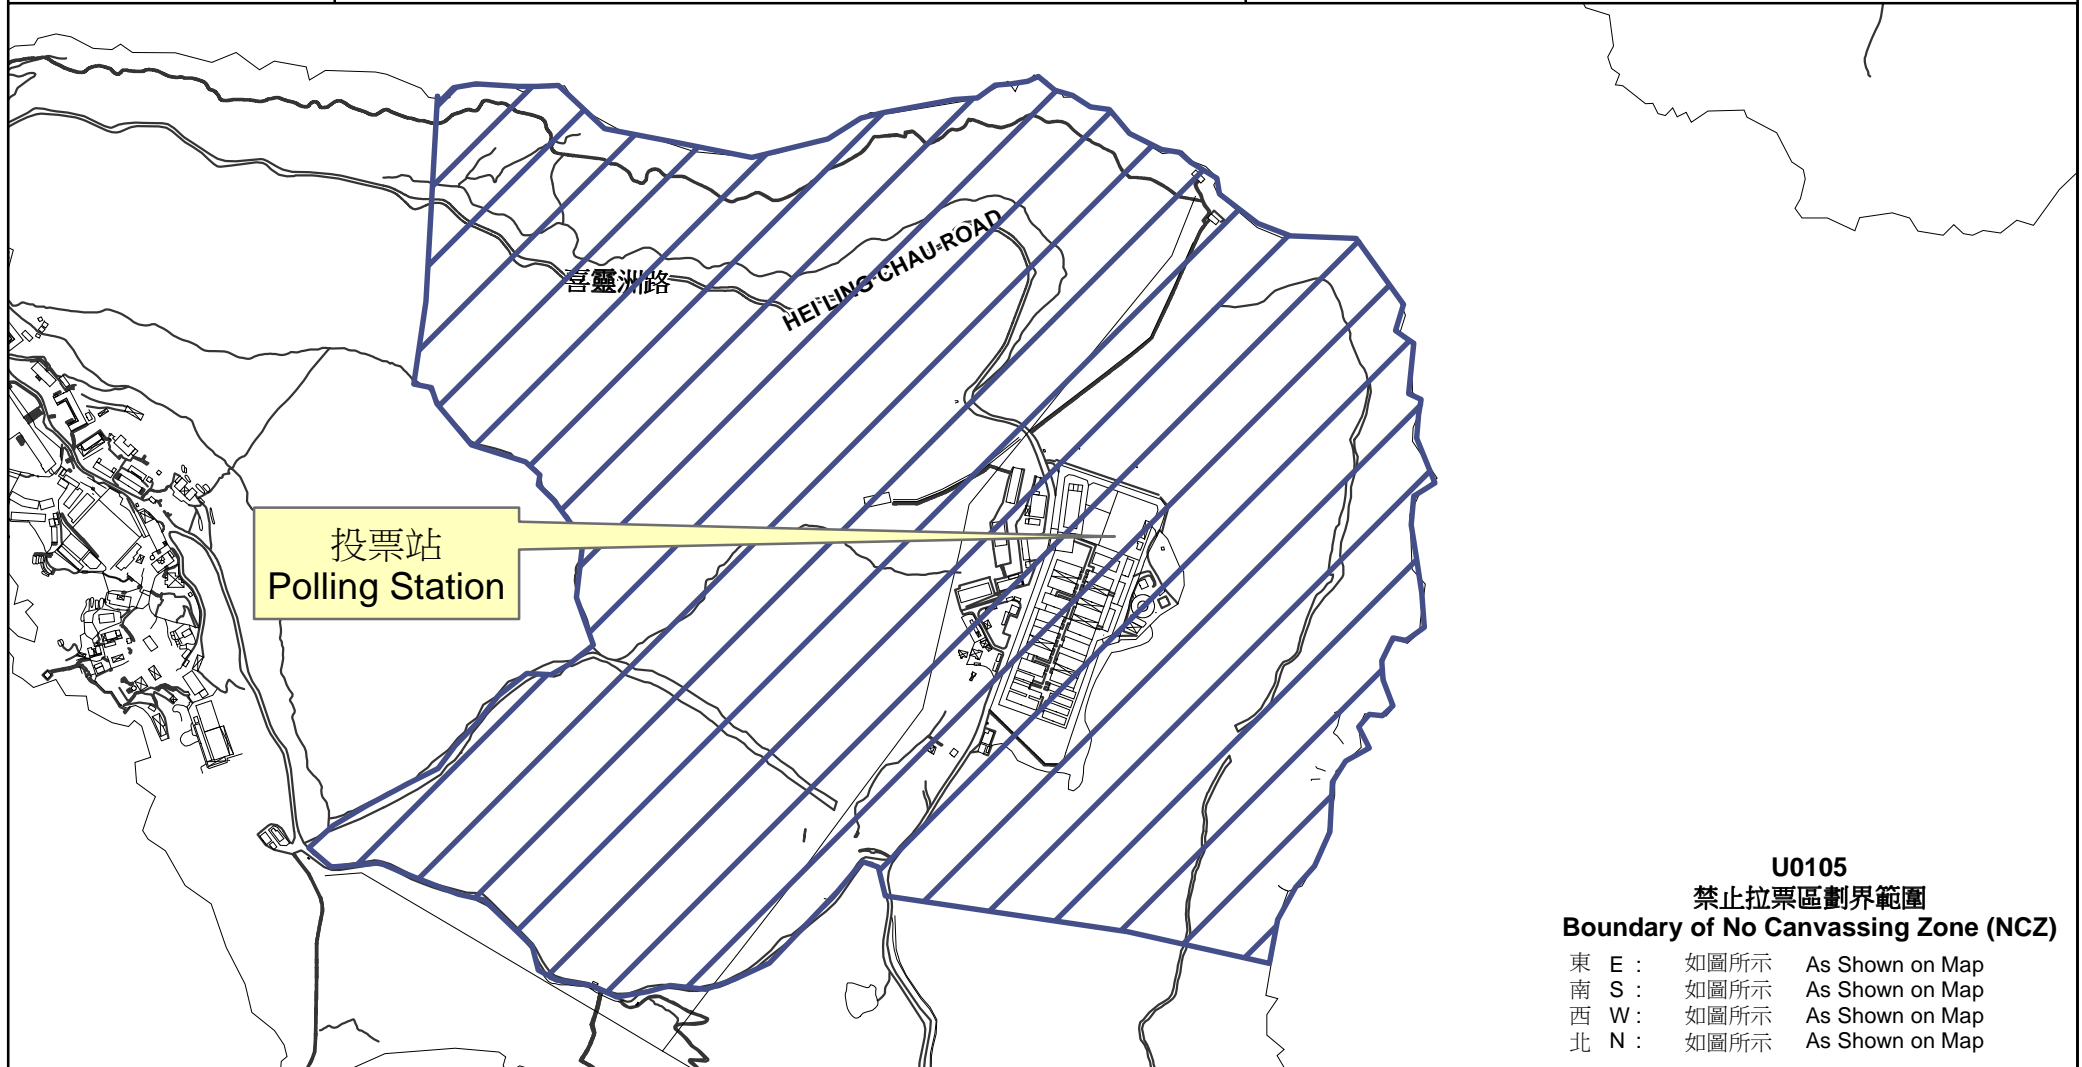 喜靈洲路
HEI LING CHAU ROAD
投票站
Polling Station
U0105
禁止拉票區劃界範圍
Boundary of No Canvassing Zone (NCZ)
東 E : 如圖所示 As Shown on Map
南 S : 如圖所示 As Shown on Map
西 W : 如圖所示 As Shown on Map
北 N : 如圖所示 As Shown on Map